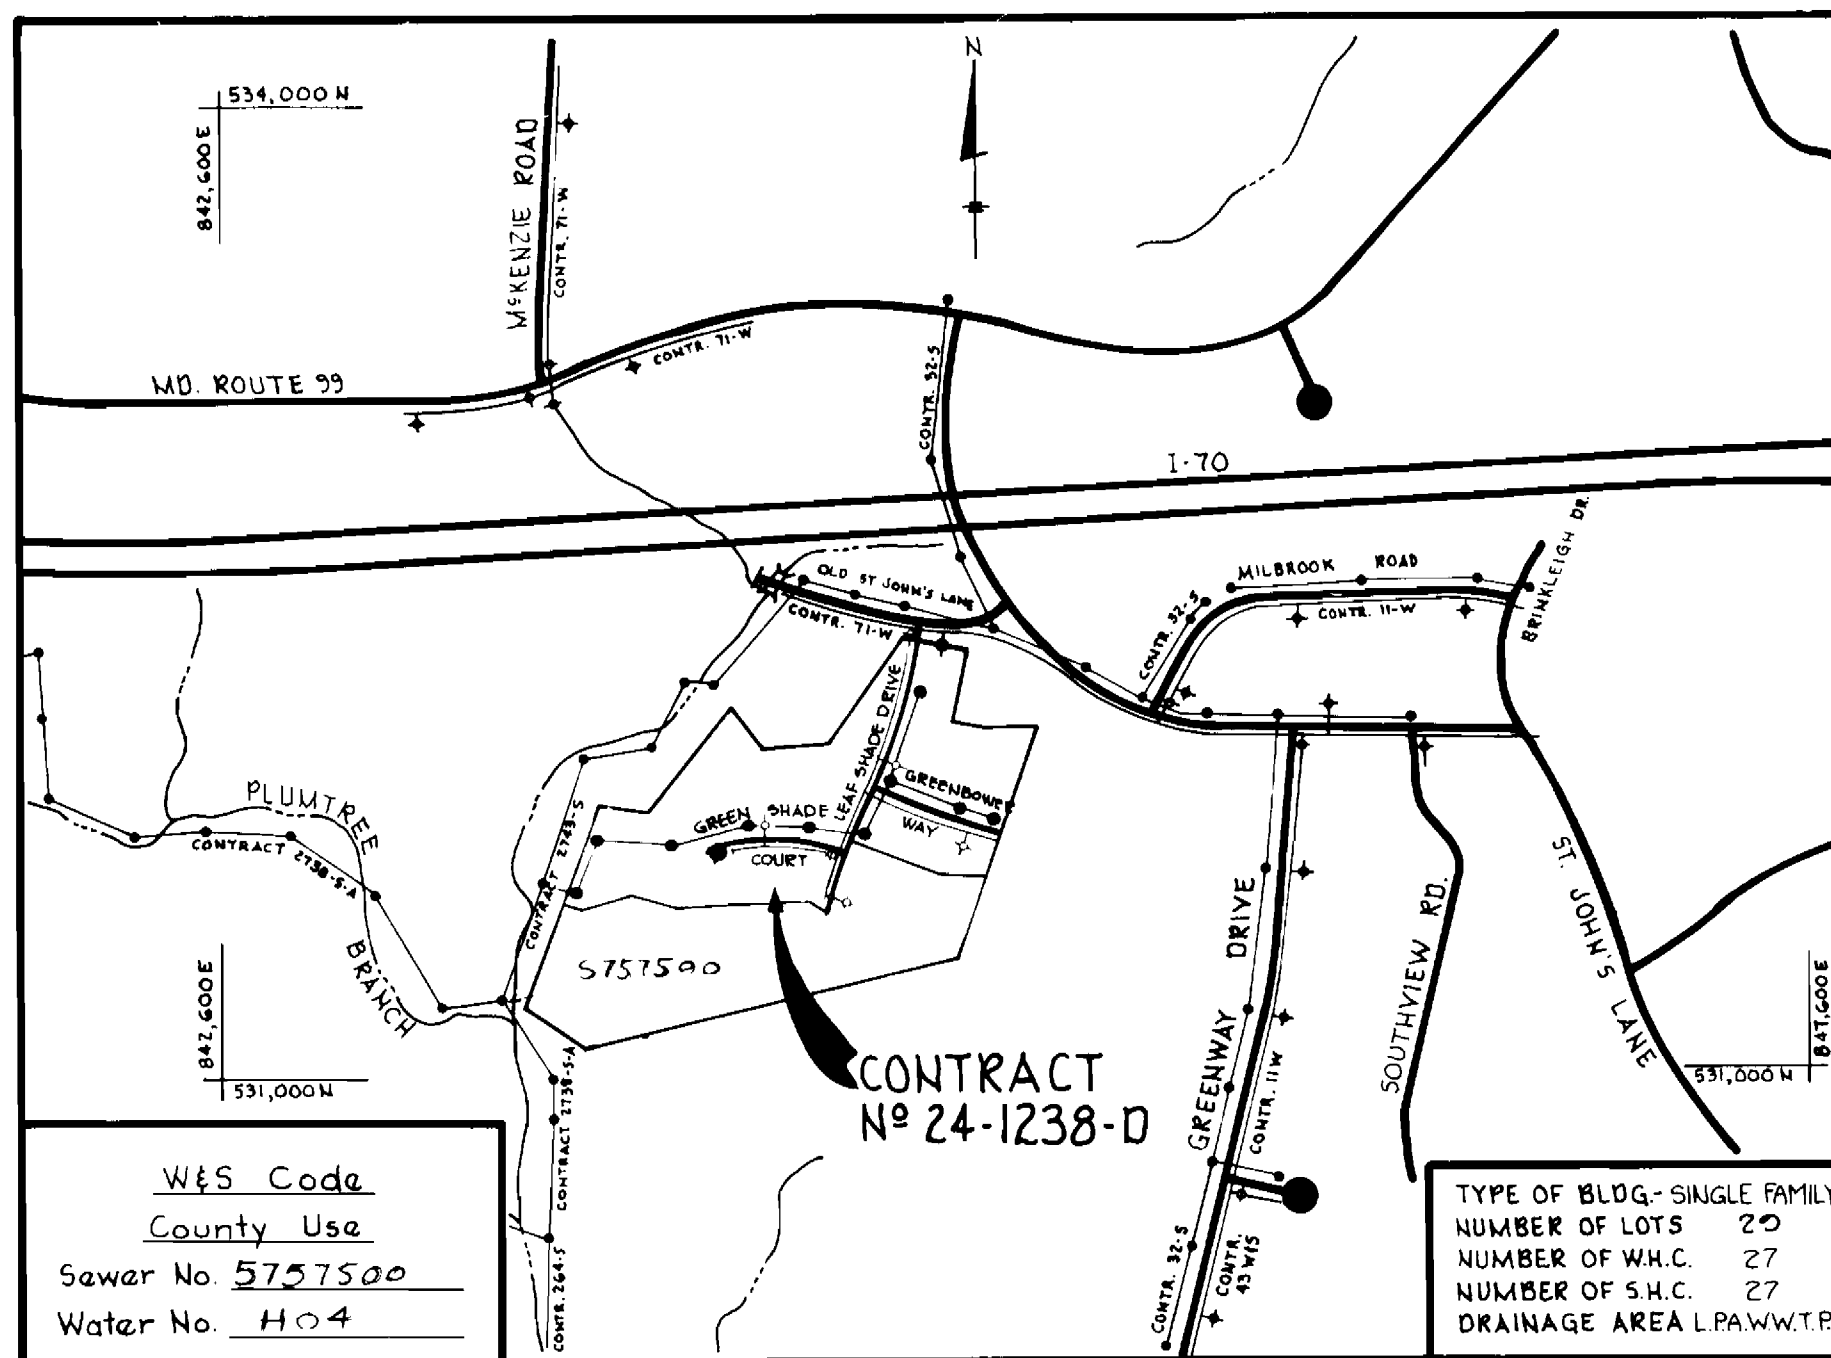 N
534,000 N
842,600 E
McKENZIE ROAD
CONTR. 71-W
CONTR. 71-W
MD. ROUTE 99
CONTR. 32-S
I-70
OLD ST JOHN'S LANE
CONTR. 71-W
MILBROOK ROAD
CONTR. 11-W
CONTR. 32-S
BRINKLEIGH DR.
LEAF SHADE DRIVE
GREENBOWER
WAY
GREEN SHADE
COURT
PLUMTREE
BRANCH
CONTRACT 2738-S-A
CONTRACT 2743-S
5757500
CONTRACT
Nº 24-1238-D
GREENWAY DRIVE
CONTR. 11W
SOUTHVIEW RD.
ST. JOHN'S LANE
842,600 E
531,000 N
847,600 E
531,000 N
CONTRACT 2738-S-A
CONTR. 264-S
CONTR. 32-S
CONTR.
43 W&S
W&S Code
County Use
Sewer No. 5757500
Water No. H04
TYPE OF BLDG.- SINGLE FAMILY
NUMBER OF LOTS
NUMBER OF W.H.C. 27
NUMBER OF S.H.C. 27
DRAINAGE AREA L.P.A.W.W.T.P.